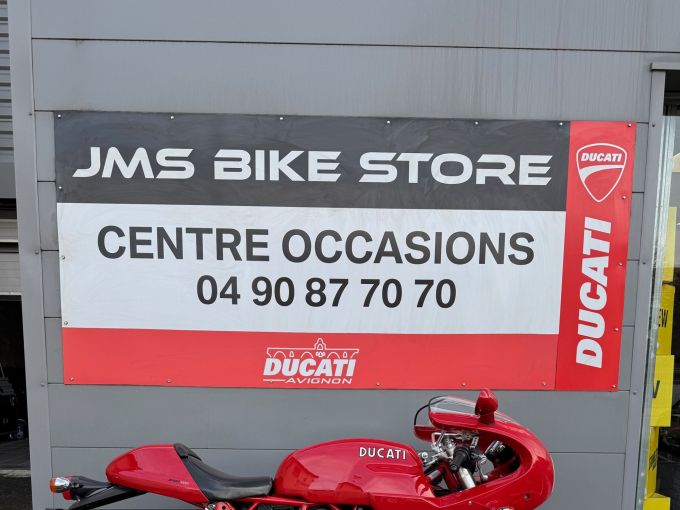 JMS BIKE STORE
CENTRE OCCASIONS
04 90 87 70 70
DUCATI
AVIGNON
DUCATI
DUCATI
DUCATI